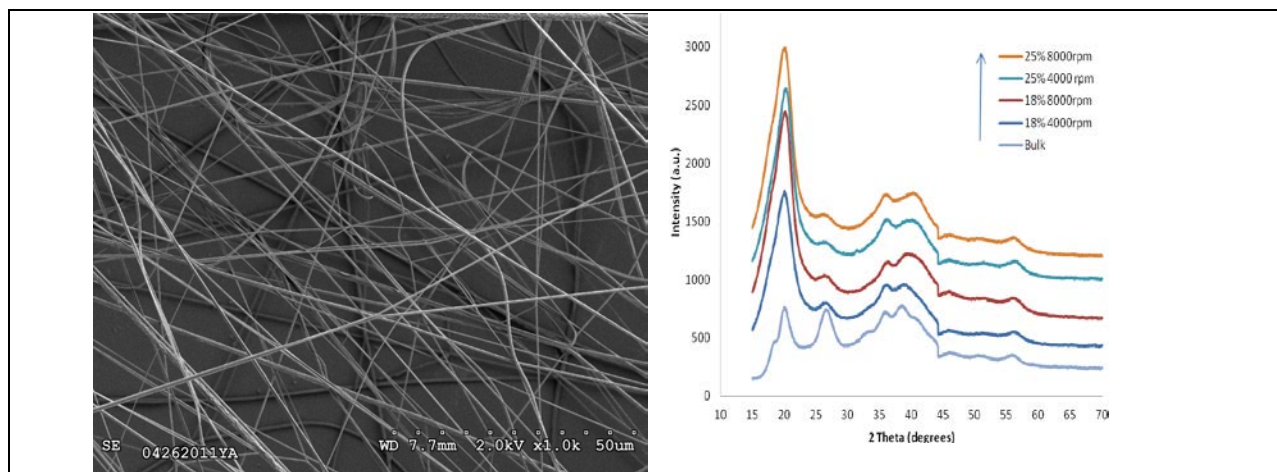 SE
04262011YA
WD 7.7mm 2.0kV x1.0k 50um
Intensity (a.u.)
3000
2500
2000
1500
1000
500
0
10 15 20 25 30 35 40 45 50 55 60 65 70
2 Theta (degrees)
25% 8000rpm
25% 4000 rpm
18% 8000rpm
18% 4000rpm
Bulk